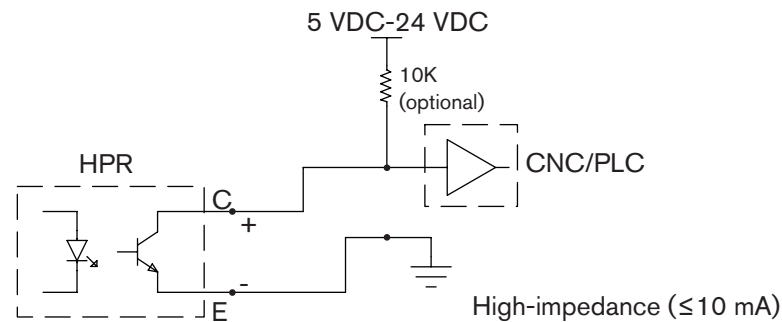 5 VDC-24 VDC
10K
(optional)
HPR
CNC/PLC
C
+
-
E
High-impedance (≤10 mA)